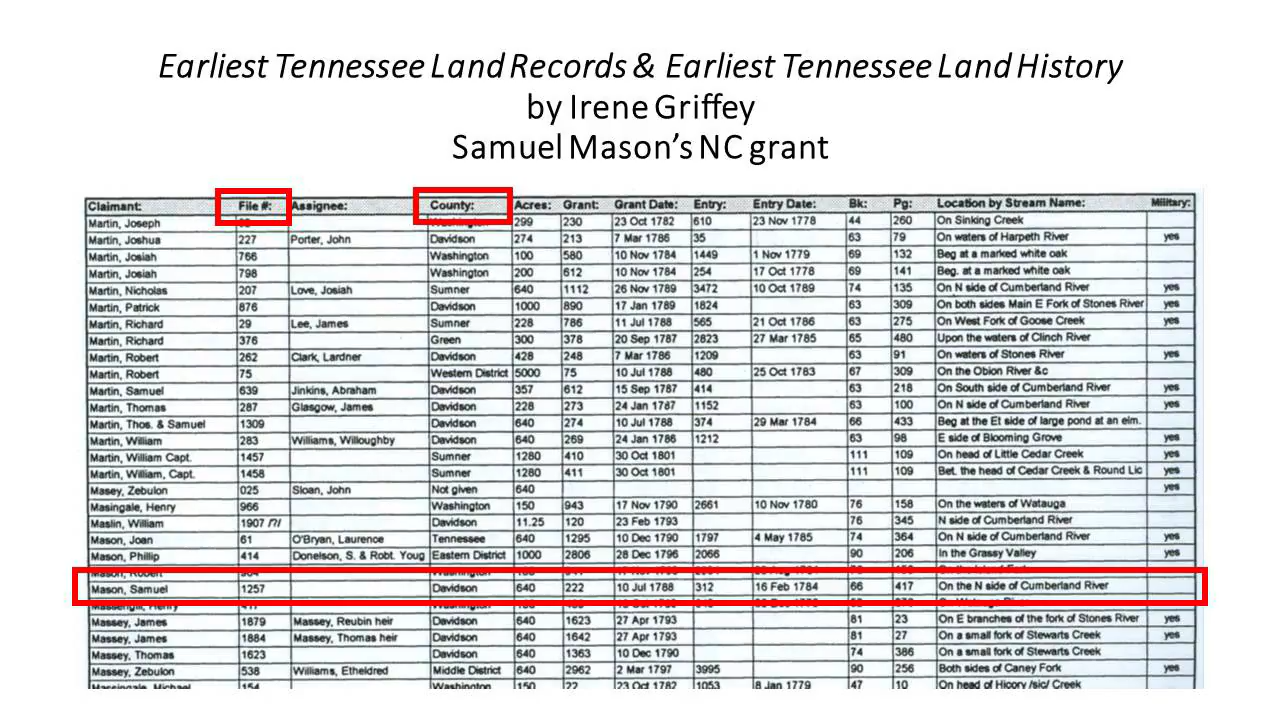 Earliest Tennessee Land Records & Earliest Tennessee Land History
by Irene Griffey
Samuel Mason's NC grant
Claimant: File #: Assignee: County: Acres: Grant: Grant Date: Entry: Entry Date: Bk: Pg: Location by Stream Name: Military:
Martin, Joseph Washington 299 230 23 Oct 1782 610 23 Nov 1778 44 260 On Sinking Creek
Martin, Joshua 227 Porter, John Davidson 274 213 7 Mar 1786 35 63 79 On waters of Harpeth River yes
Martin, Josiah 766 Washington 100 580 10 Nov 1784 1449 1 Nov 1779 69 132 Beg at a marked white oak
Martin, Josiah 798 Washington 200 612 10 Nov 1784 254 17 Oct 1778 69 141 Beg. at a marked white oak
Martin, Nicholas 207 Love, Josiah Sumner 640 1112 26 Nov 1789 3472 10 Oct 1789 74 135 On N side of Cumberland River yes
Martin, Patrick 876 Davidson 1000 890 17 Jan 1789 1824 63 309 On both sides Main E Fork of Stones River yes
Martin, Richard 29 Lee, James Sumner 228 786 11 Jul 1788 565 21 Oct 1786 63 275 On West Fork of Goose Creek yes
Martin, Richard 376 Green 300 378 20 Sep 1787 2823 27 Mar 1785 65 480 Upon the waters of Clinch River
Martin, Robert 262 Clark, Lardner Davidson 428 248 7 Mar 1786 1209 63 91 On waters of Stones River yes
Martin, Robert 75 Western District 5000 75 10 Jul 1788 480 25 Oct 1783 67 309 On the Obion River &c
Martin, Samuel 639 Jinkins, Abraham Davidson 357 612 15 Sep 1787 414 63 218 On South side of Cumberland River yes
Martin, Thomas 287 Glasgow, James Davidson 228 273 24 Jan 1787 1152 63 100 On N side of Cumberland River yes
Martin, Thos. & Samuel 1309 Davidson 640 274 10 Jul 1788 374 29 Mar 1784 66 433 Beg at the Et side of large pond at an elm.
Martin, William 283 Williams, Willoughby Davidson 640 269 24 Jan 1786 1212 63 98 E side of Blooming Grove yes
Martin, William Capt. 1457 Sumner 1280 410 30 Oct 1801 111 109 On head of Little Cedar Creek yes
Martin, William, Capt. 1458 Sumner 1280 411 30 Oct 1801 111 109 Bet. the head of Cedar Creek & Round Lic yes
Masey, Zebulon 025 Sloan, John Not given 640 yes
Masingale, Henry 966 Washington 150 943 17 Nov 1790 2661 10 Nov 1780 76 158 On the waters of Watauga
Maslin, William 1907 /?/ Davidson 11.25 120 23 Feb 1793 76 345 N side of Cumberland River
Mason, Joan 61 O'Bryan, Laurence Tennessee 640 1295 10 Dec 1790 1797 4 May 1785 74 364 On N side of Cumberland River yes
Mason, Phillip 414 Donelson, S. & Robt. Youg Eastern District 1000 2806 28 Dec 1796 2066 90 206 In the Grassy Valley yes
Mason, Robert Washington
Mason, Samuel 1257 Davidson 640 222 10 Jul 1788 312 16 Feb 1784 66 417 On the N side of Cumberland River
Massengill, Henry Washington
Massey, James 1879 Massey, Reubin heir Davidson 640 1623 27 Apr 1793 81 23 On E branches of the fork of Stones River yes
Massey, James 1884 Massey, Thomas heir Davidson 640 1642 27 Apr 1793 81 27 On a small fork of Stewarts Creek yes
Massey, Thomas 1623 Davidson 640 1363 10 Dec 1790 74 386 On a small fork of Stewarts Creek
Massey, Zebulon 538 Williams, Etheldred Middle District 640 2962 2 Mar 1797 3995 90 256 Both sides of Caney Fork yes
Massingale, Michael 154 Washington 150 22 23 Oct 1782 1053 8 Jan 1779 47 10 On head of Hicory /sic/ Creek